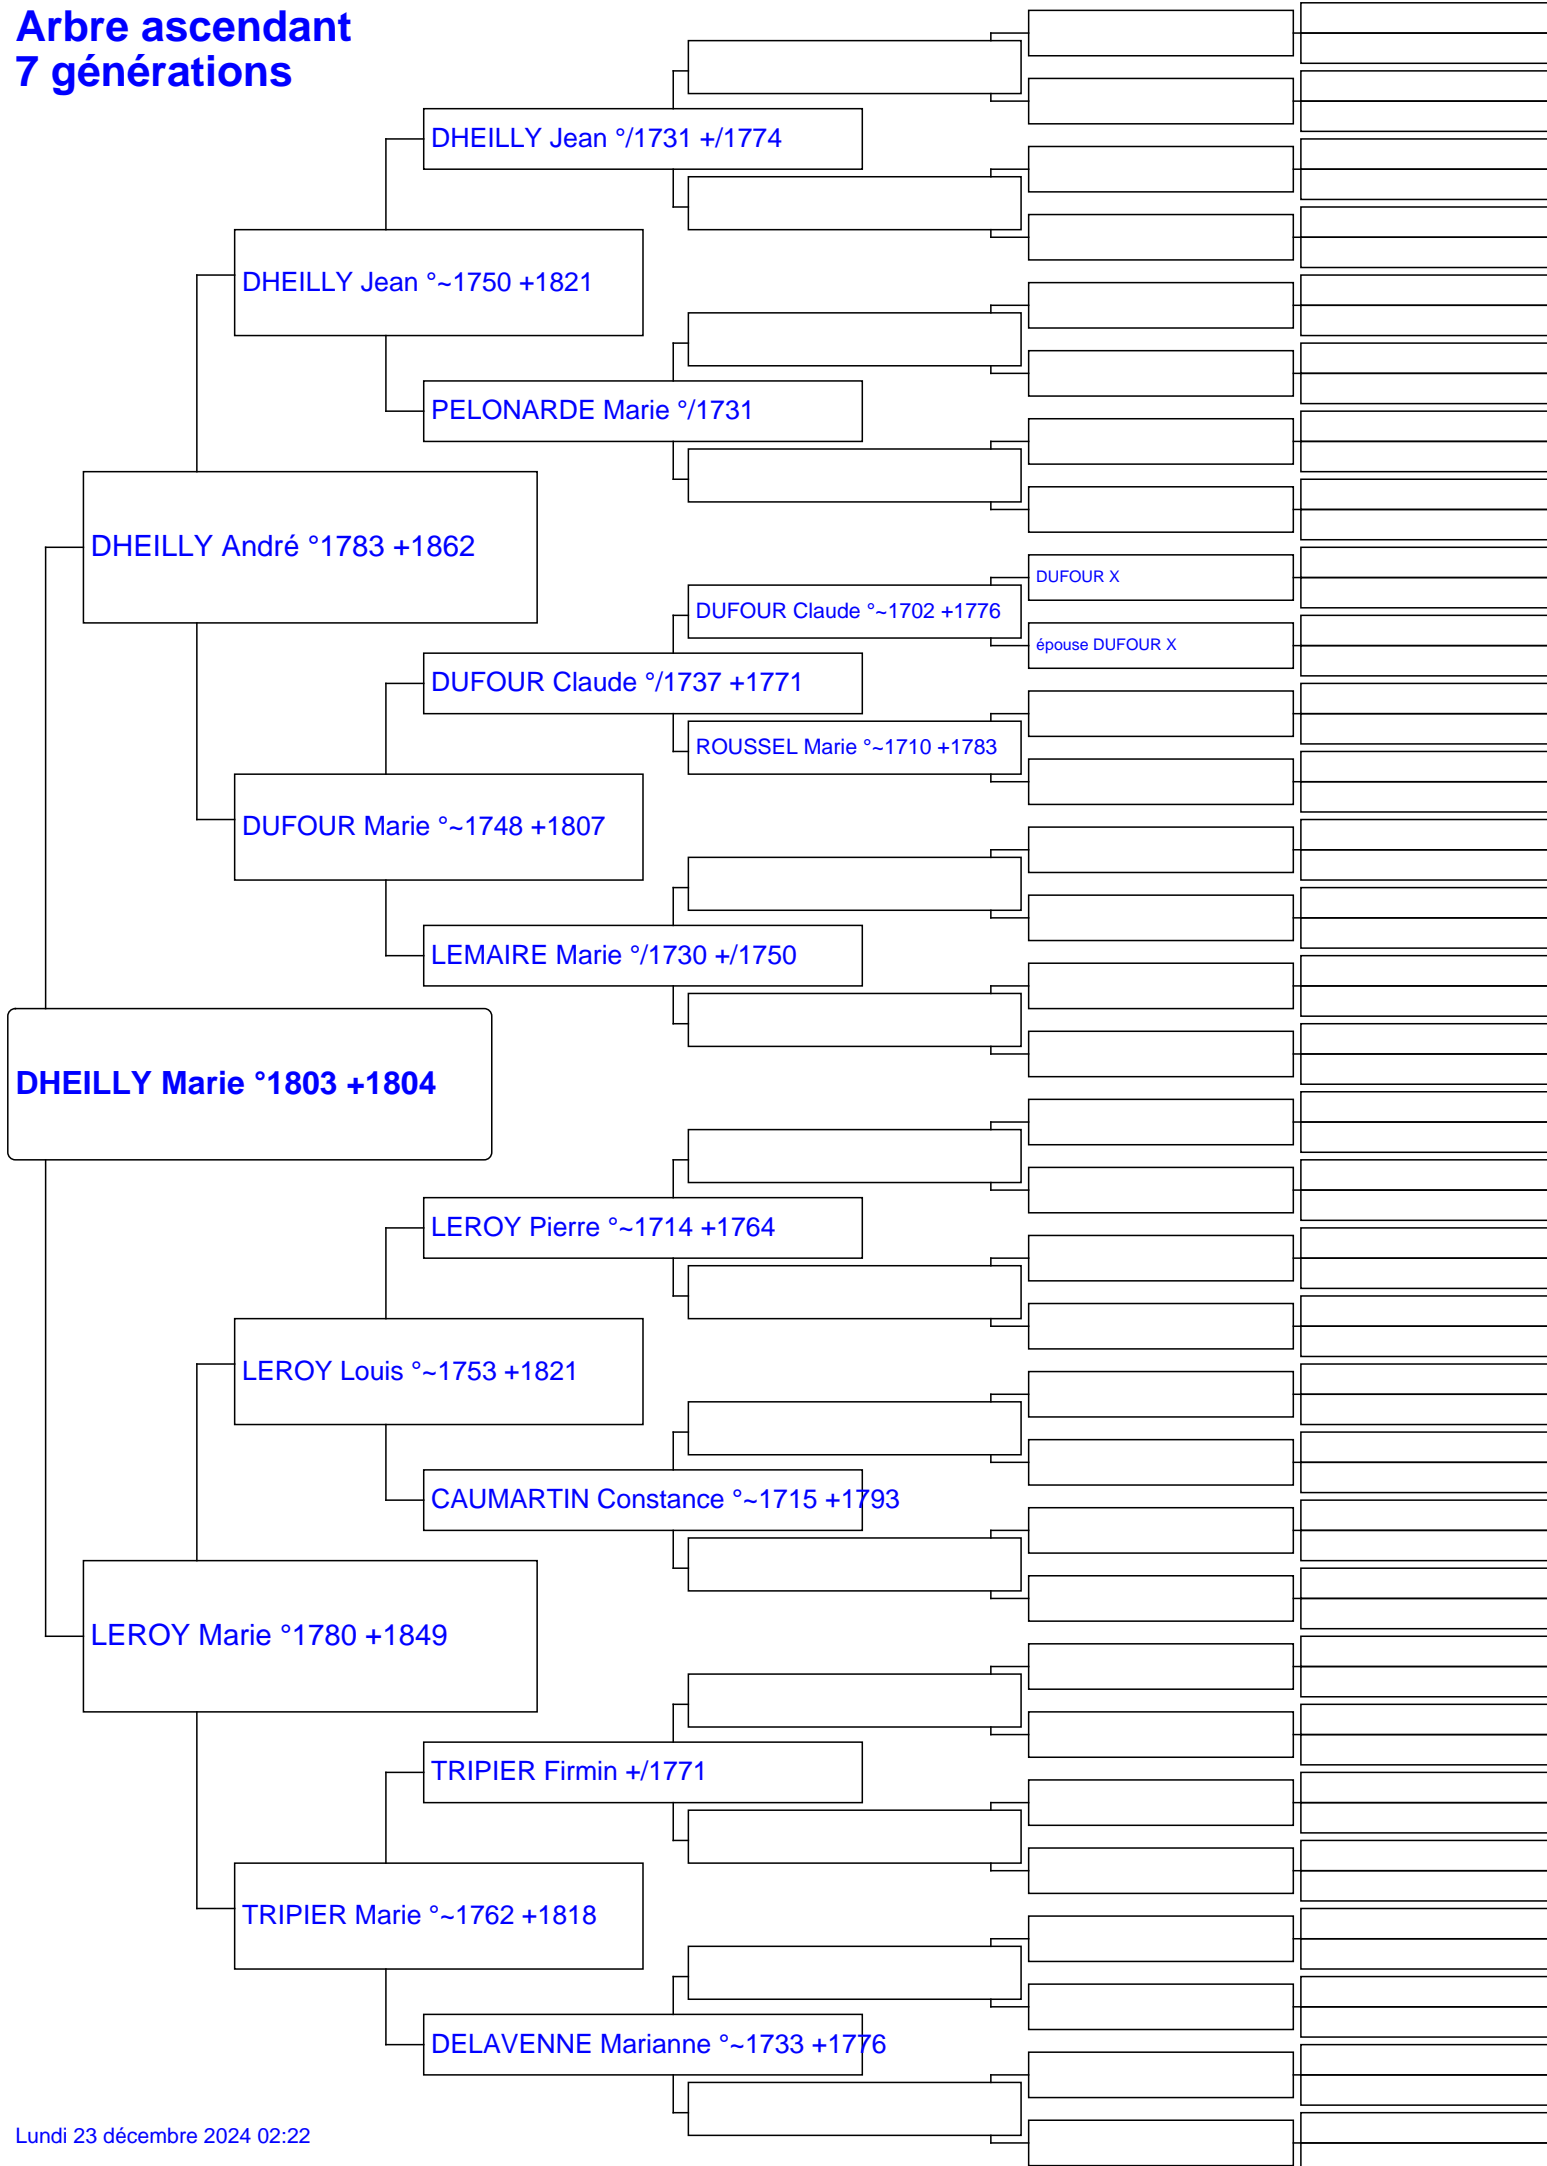 Arbre ascendant
7 générations
DHEILLY Jean °/1731 +/1774
DHEILLY Jean °~1750 +1821
PELONARDE Marie °/1731
DHEILLY André °1783 +1862
DUFOUR X
DUFOUR Claude °~1702 +1776
épouse DUFOUR X
DUFOUR Claude °/1737 +1771
ROUSSEL Marie °~1710 +1783
DUFOUR Marie °~1748 +1807
LEMAIRE Marie °/1730 +/1750
DHEILLY Marie °1803 +1804
LEROY Pierre °~1714 +1764
LEROY Louis °~1753 +1821
CAUMARTIN Constance °~1715 +1793
LEROY Marie °1780 +1849
TRIPIER Firmin +/1771
TRIPIER Marie °~1762 +1818
DELAVENNE Marianne °~1733 +1776
Lundi 23 décembre 2024 02:22